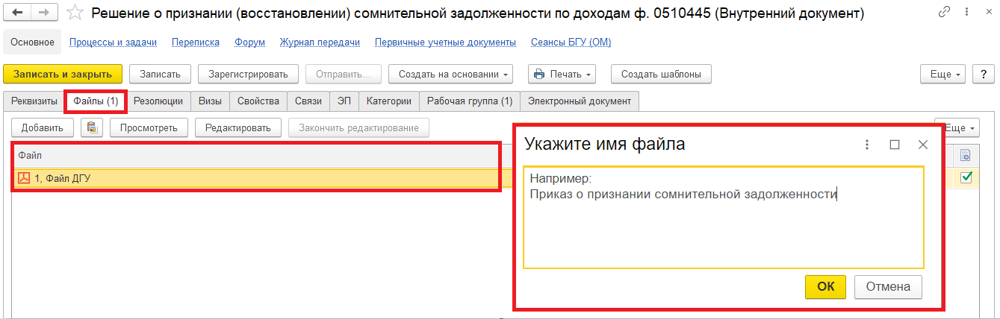 Решение о признании (восстановлении) сомнительной задолженности по доходам ф. 0510445 (Внутренний документ)
Основное Процессы и задачи Переписка Форум Журнал передачи Первичные учетные документы Сеансы БГУ (ОМ)
Записать и закрыть Записать Зарегистрировать Отправить... Создать на основании Печать Создать шаблоны Еще ?
Реквизиты Файлы (1) Резолюции Визы Свойства Связи ЭП Категории Рабочая группа (1) Электронный документ
Добавить Просмотреть Редактировать Закончить редактирование Еще
Файл
1, Файл ДГУ
Укажите имя файла
Например:
Приказ о признании сомнительной задолженности
ОК Отмена